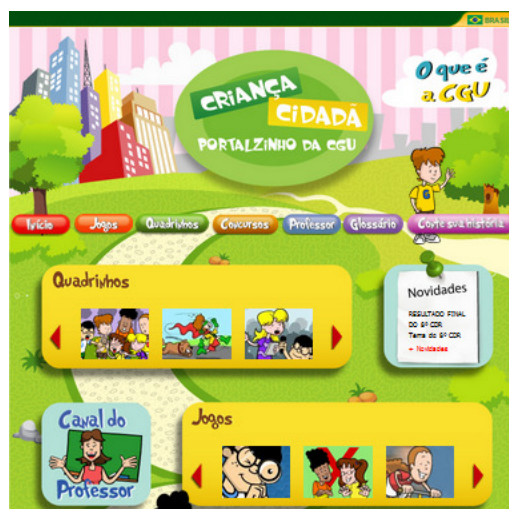 BRASIL
O que é
a CGU
CRIANÇA
CIDADÃ
PORTALZINHO DA CGU
G
Início
Jogos
Quadrinhos
Concursos
Professor
Glossário
Conte sua história
Quadrinhos
Novidades
RESULTADO FINAL
DO 6º CDR
Tema do 6º CDR
+ Novidades
Canal do
Professor
Jogos